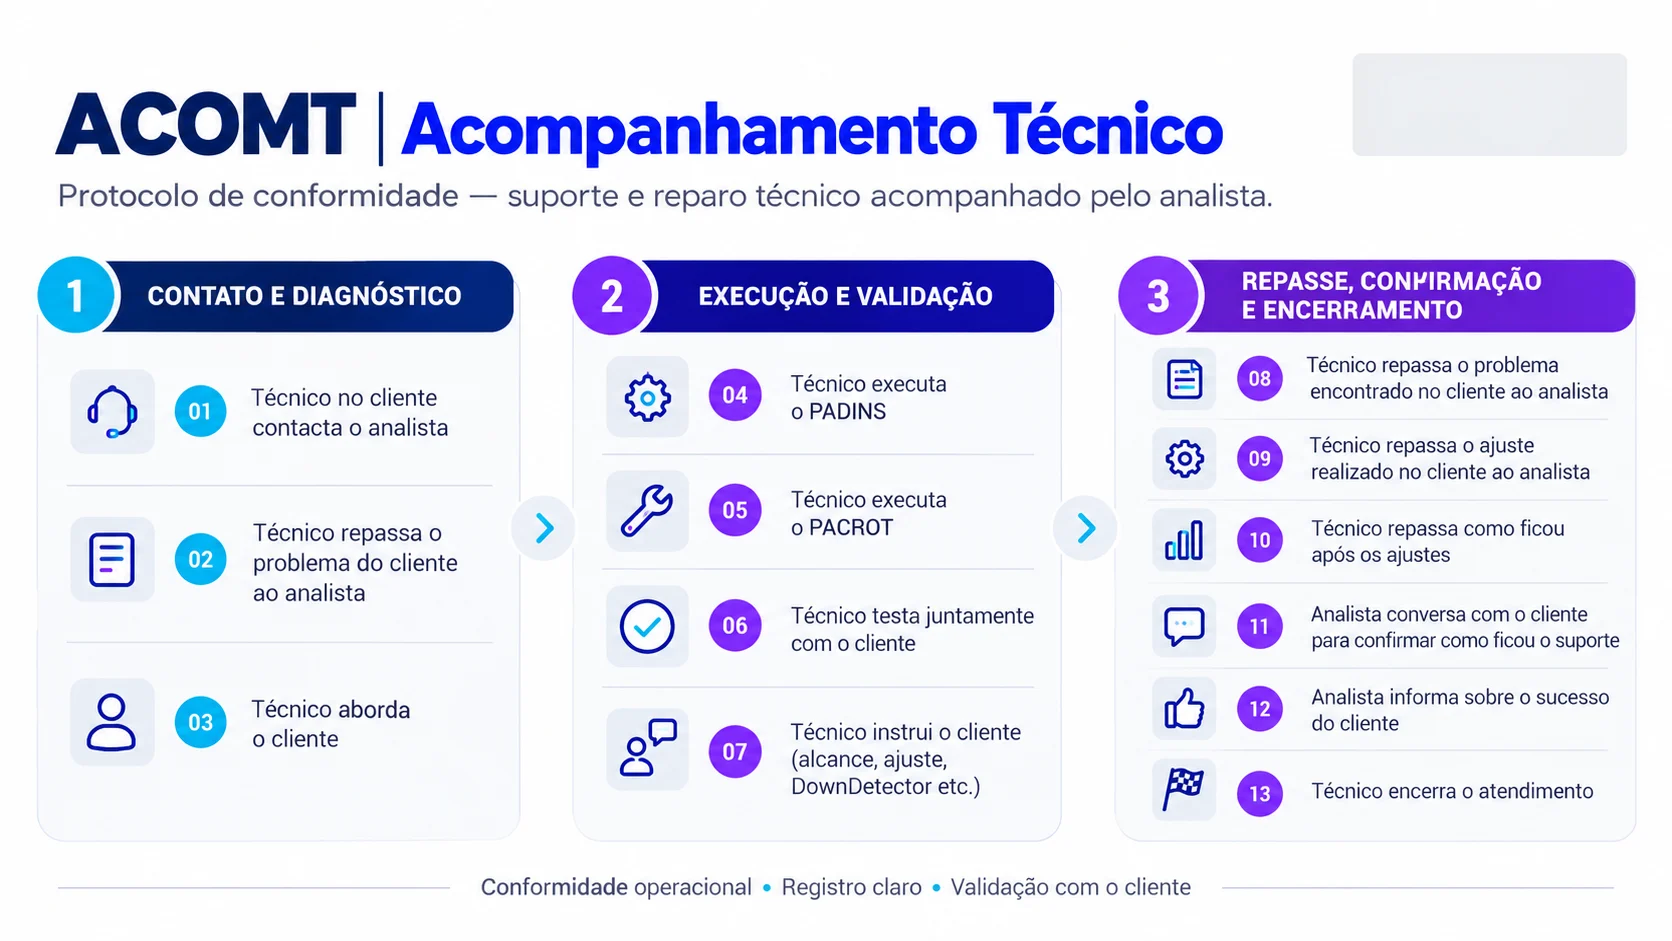 ACOMT | Acompanhamento Técnico
Protocolo de conformidade — suporte e reparo técnico acompanhado pelo analista.
1
CONTATO E DIAGNÓSTICO
01
Técnico no cliente
contacta o analista
02
Técnico repassa o
problema do cliente
ao analista
03
Técnico aborda
o cliente
2
EXECUÇÃO E VALIDAÇÃO
04
Técnico executa
o PADINS
05
Técnico executa
o PACROT
06
Técnico testa juntamente
com o cliente
07
Técnico instrui o cliente
(alcance, ajuste,
DownDetector etc.)
3
REPASSE, CONFIRMAÇÃO
E ENCERRAMENTO
08
Técnico repassa o problema
encontrado no cliente ao analista
09
Técnico repassa o ajuste
realizado no cliente ao analista
10
Técnico repassa como ficou
após os ajustes
11
Analista conversa com o cliente
para confirmar como ficou o suporte
12
Analista informa sobre o sucesso
do cliente
13
Técnico encerra o atendimento
Conformidade operacional • Registro claro • Validação com o cliente